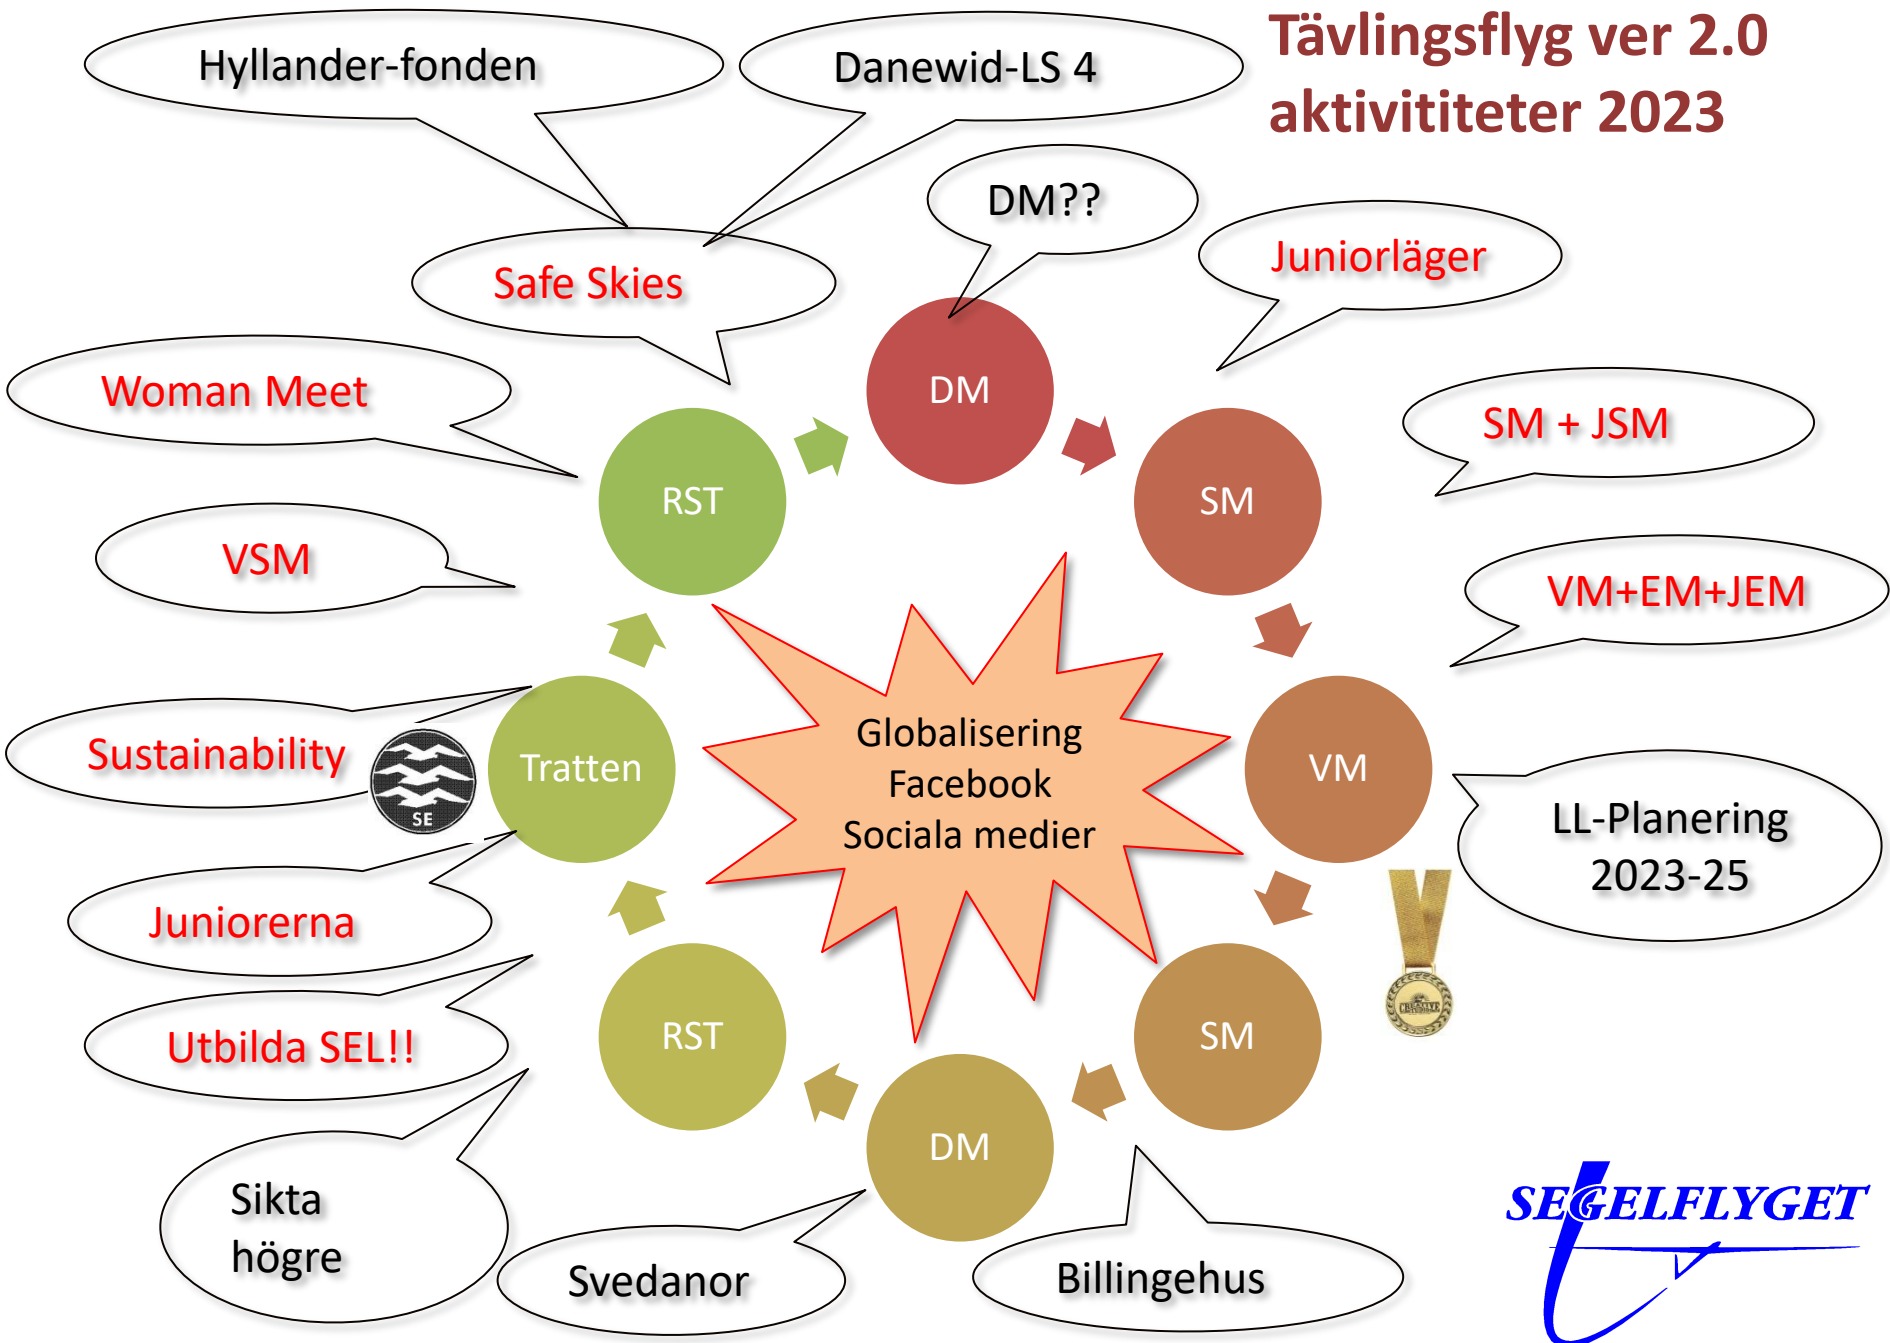 Tävlingsflyg ver 2.0
aktivititeter 2023
Hyllander-fonden
Danewid-LS 4
DM??
Juniorläger
Safe Skies
Woman Meet
SM + JSM
VSM
VM+EM+JEM
Sustainability
SE
LL-Planering
2023-25
Juniorerna
Utbilda SEL!!
Sikta
högre
Svedanor
Billingehus
DM
SM
VM
SM
DM
RST
Tratten
RST
Globalisering
Facebook
Sociala medier
CREATIVE
SEGELFLYGET